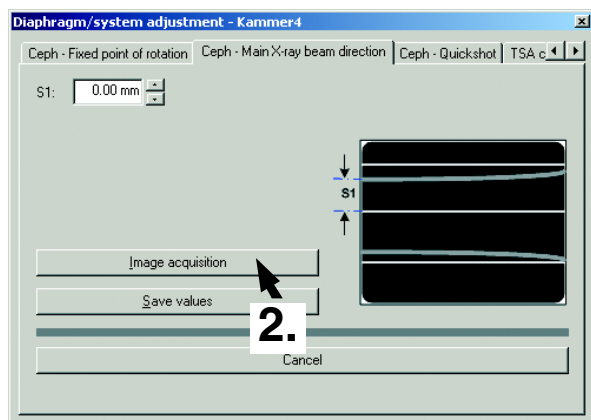 Diaphragm/system adjustment - Kammer4
Ceph - Fixed point of rotation Ceph - Main X-ray beam direction Ceph - Quickshot TSA c
S1: 0.00 mm
S1
Image acquisition
Save values
2.
Cancel